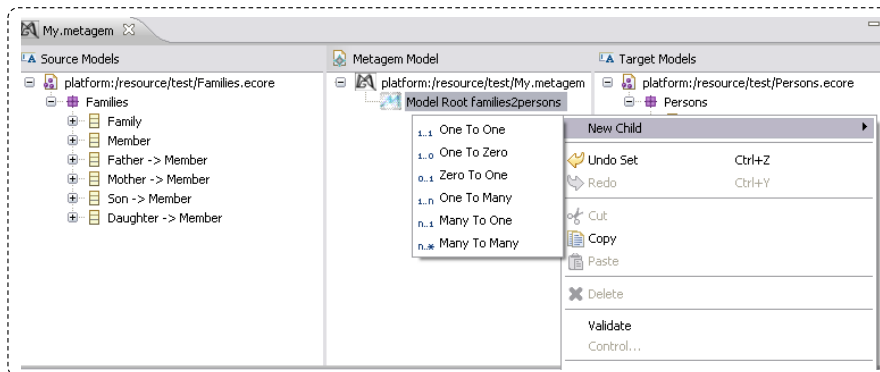 My.metagem
Source Models
platform:/resource/test/Families.ecore
Families
Family
Member
Father -> Member
Mother -> Member
Son -> Member
Daughter -> Member
Metagem Model
platform:/resource/test/My.metagem
Model Root families2persons
1..1 One To One
1..0 One To Zero
0..1 Zero To One
1..n One To Many
n..1 Many To One
n..* Many To Many
Target Models
platform:/resource/test/Persons.ecore
Persons
New Child
Undo Set Ctrl+Z
Redo Ctrl+Y
Cut
Copy
Paste
Delete
Validate
Control...